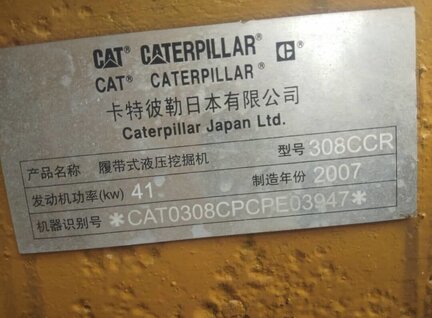 CAT® CATERPILLAR® C®
CAT® CATERPILLAR®
卡特彼勒日本有限公司
Caterpillar Japan Ltd.
产品名称 履带式液压挖掘机 型号 308CCR
发动机功率(kw) 41 制造年份 2007
机器识别号 *CAT0308CPCPE03947*